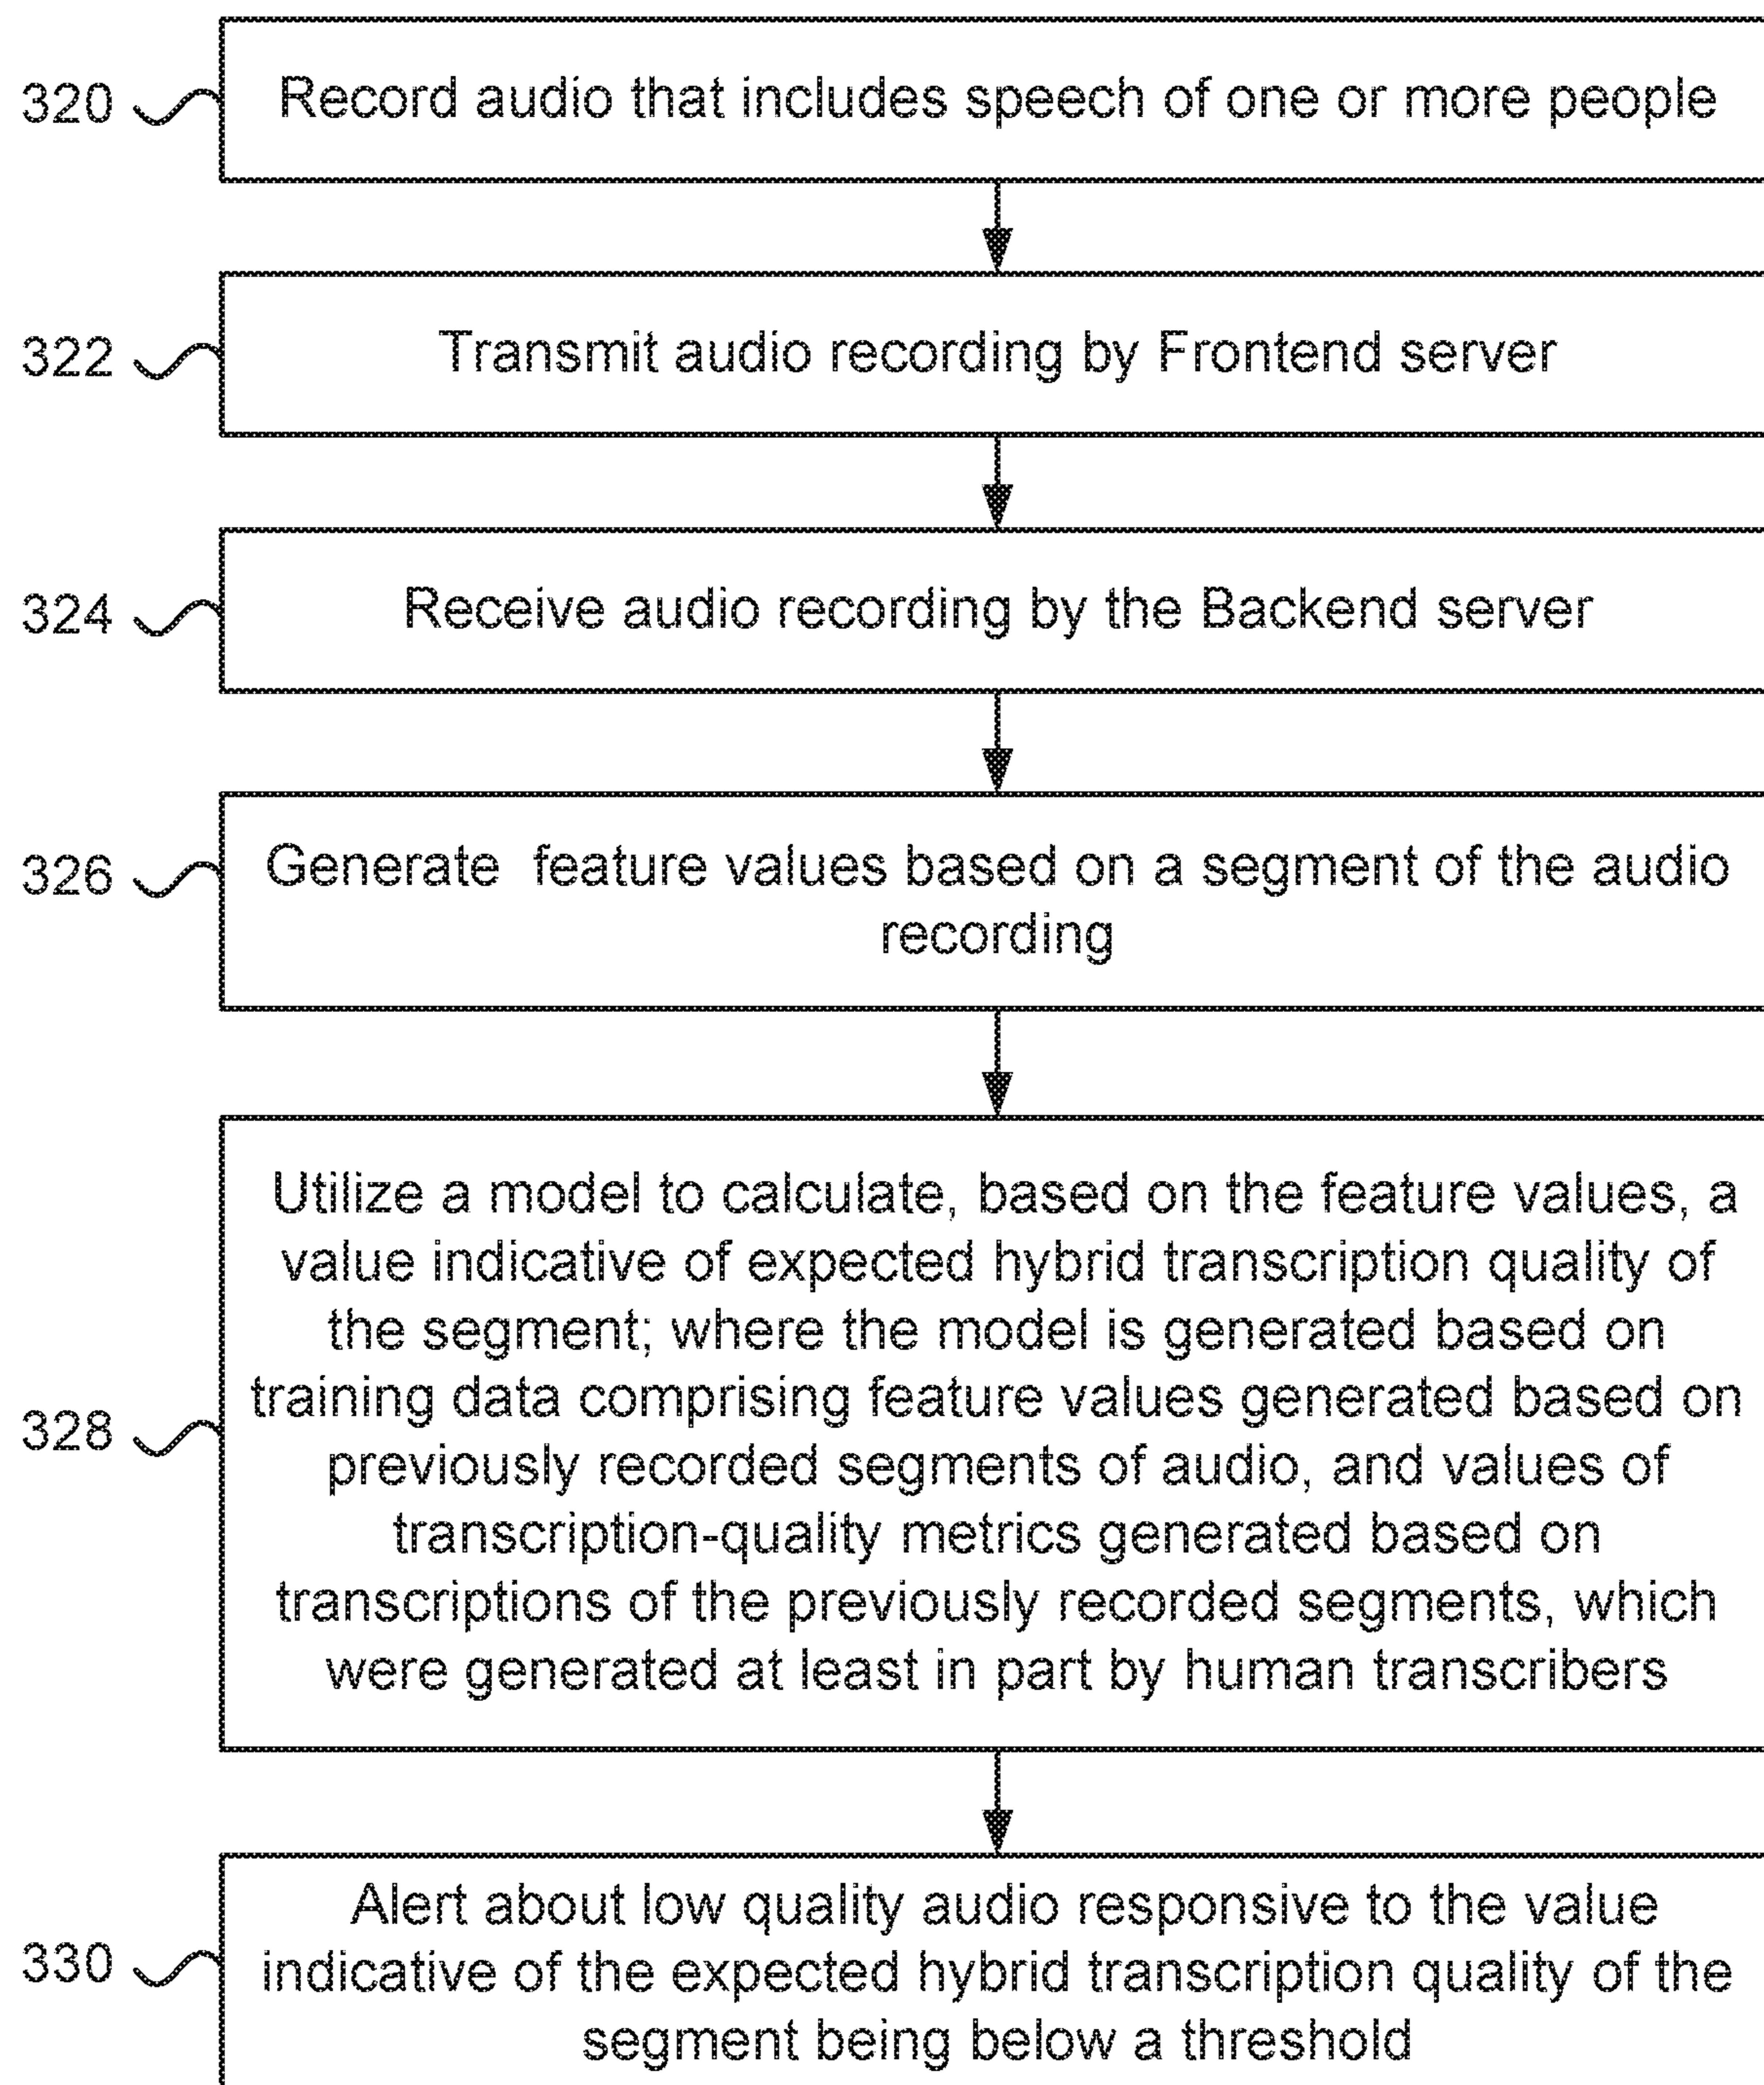 320 Record audio that includes speech of one or more people
322 Transmit audio recording by Frontend server
324 Receive audio recording by the Backend server
326 Generate feature values based on a segment of the audio
recording
Utilize a model to calculate, based on the feature values, a
value indicative of expected hybrid transcription quality of
the segment; where the model is generated based on
training data comprising feature values generated based on
328
previously recorded segments of audio, and values of
transcription-quality metrics generated based on
transcriptions of the previously recorded segments, which
were generated at least in part by human transcribers
Alert about low quality audio responsive to the value
330 indicative of the expected hybrid transcription quality of the
segment being below a threshold